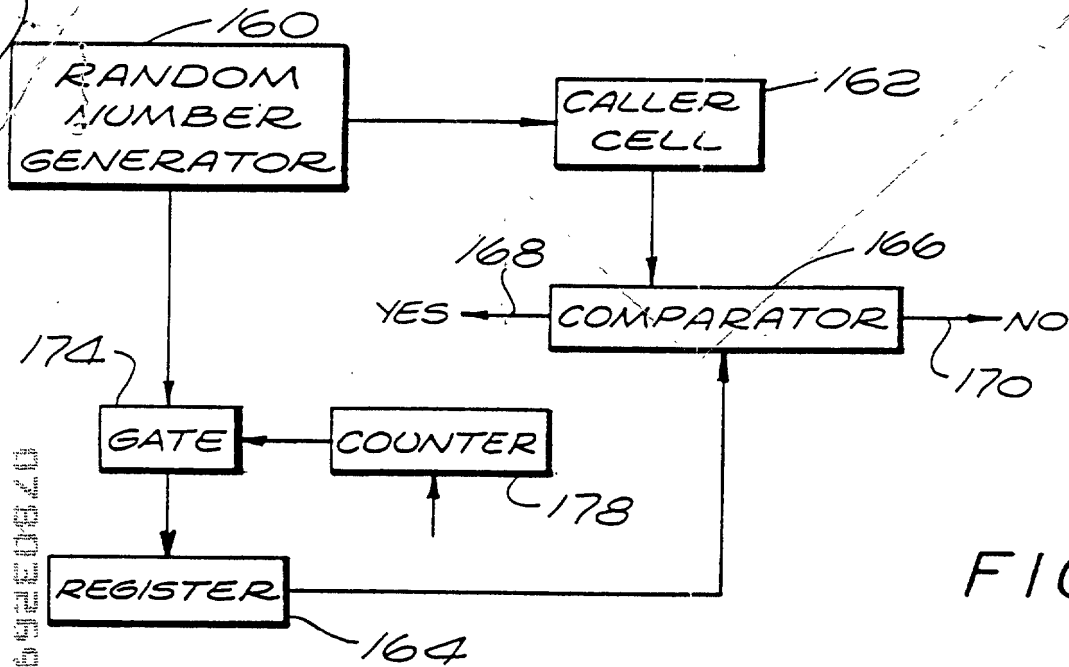 160
RANDOM
NUMBER
GENERATOR
CALLER
CELL
162
168
166
YES
COMPARATOR
NO
170
174
GATE
COUNTER
178
REGISTER
164
FIG